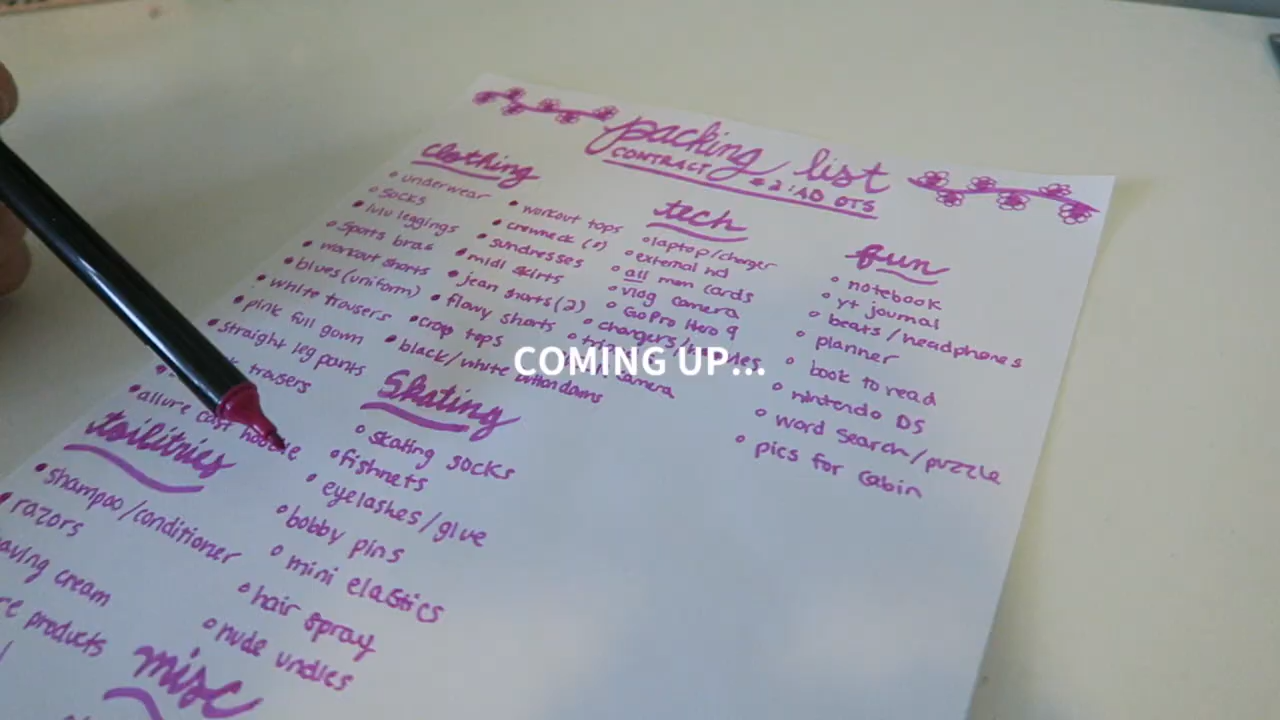 packing list
CONTRACT #2: AD OTS
clothing
underwear
socks
lulu leggings
sports bras
workout shorts
blues (uniform)
white trousers
pink full gown
straight leg pants
trousers
allure cast hoodie
workout tops
crewneck (2)
sundresses
midi skirts
jean shorts (2)
flowy shorts
crop tops
black/white buttondowns
tech
laptop/charger
external hd
all mem cards
vlog camera
GoPro Hero 9
chargers/
camera
fun
notebook
yt journal
beats/headphones
planner
book to read
nintendo DS
word search/puzzle
pics for cabin
COMING UP...
Skating
skating socks
fishnets
eyelashes/glue
bobby pins
mini elastics
hair spray
nude undies
toilitries
shampoo/conditioner
razors
aving cream
re products
misc